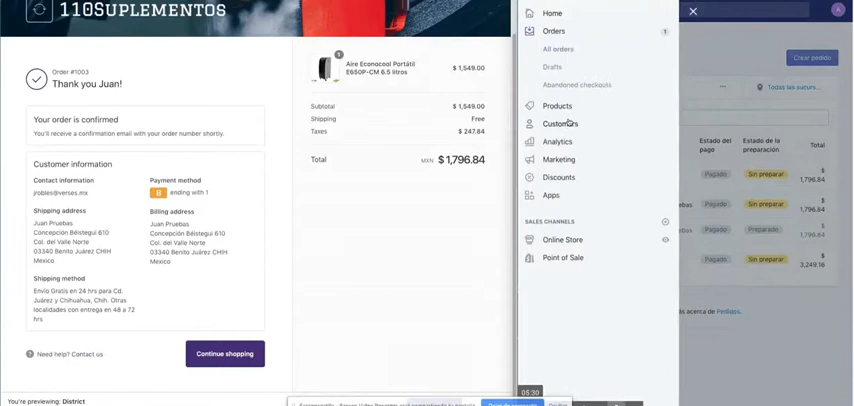 110Suplementos
Order #1003
Thank you Juan!
Your order is confirmed
You'll receive a confirmation email with your order number shortly.
Customer information
Contact information
jrobles@verses.mx
Payment method
B ending with 1
Shipping address
Juan Pruebas
Concepción Béistegui 610
Col. del Valle Norte
03340 Benito Juárez CHIH
Mexico
Billing address
Juan Pruebas
Concepción Béistegui 610
Col. del Valle Norte
03340 Benito Juárez CHIH
Mexico
Shipping method
Envío Gratis en 24 hrs para Cd.
Juárez y Chihuahua, Chih. Otras
localidades con entrega en 48 a 72
hrs
? Need help? Contact us
Continue shopping
You're previewing: District
1
Aire Econocool Portátil
E650P-CM 6.5 litros
$ 1,549.00
Subtotal $ 1,549.00
Shipping Free
Taxes $ 247.84
Total MXN $ 1,796.84
Home
Orders 1
All orders
Drafts
Abandoned checkouts
Products
Customers
Analytics
Marketing
Discounts
Apps
SALES CHANNELS
Online Store
Point of Sale
05:30
A
Crear pedido
... Todas las sucurs...
Estado del
pago
Estado de la
preparación
Total
Pagado Sin preparar $
1,796.84
Pagado Sin preparar $
1,796.84
Pagado Preparado $
1,796.84
Pagado Sin preparar $
3,249.16
acerca de Pedidos.